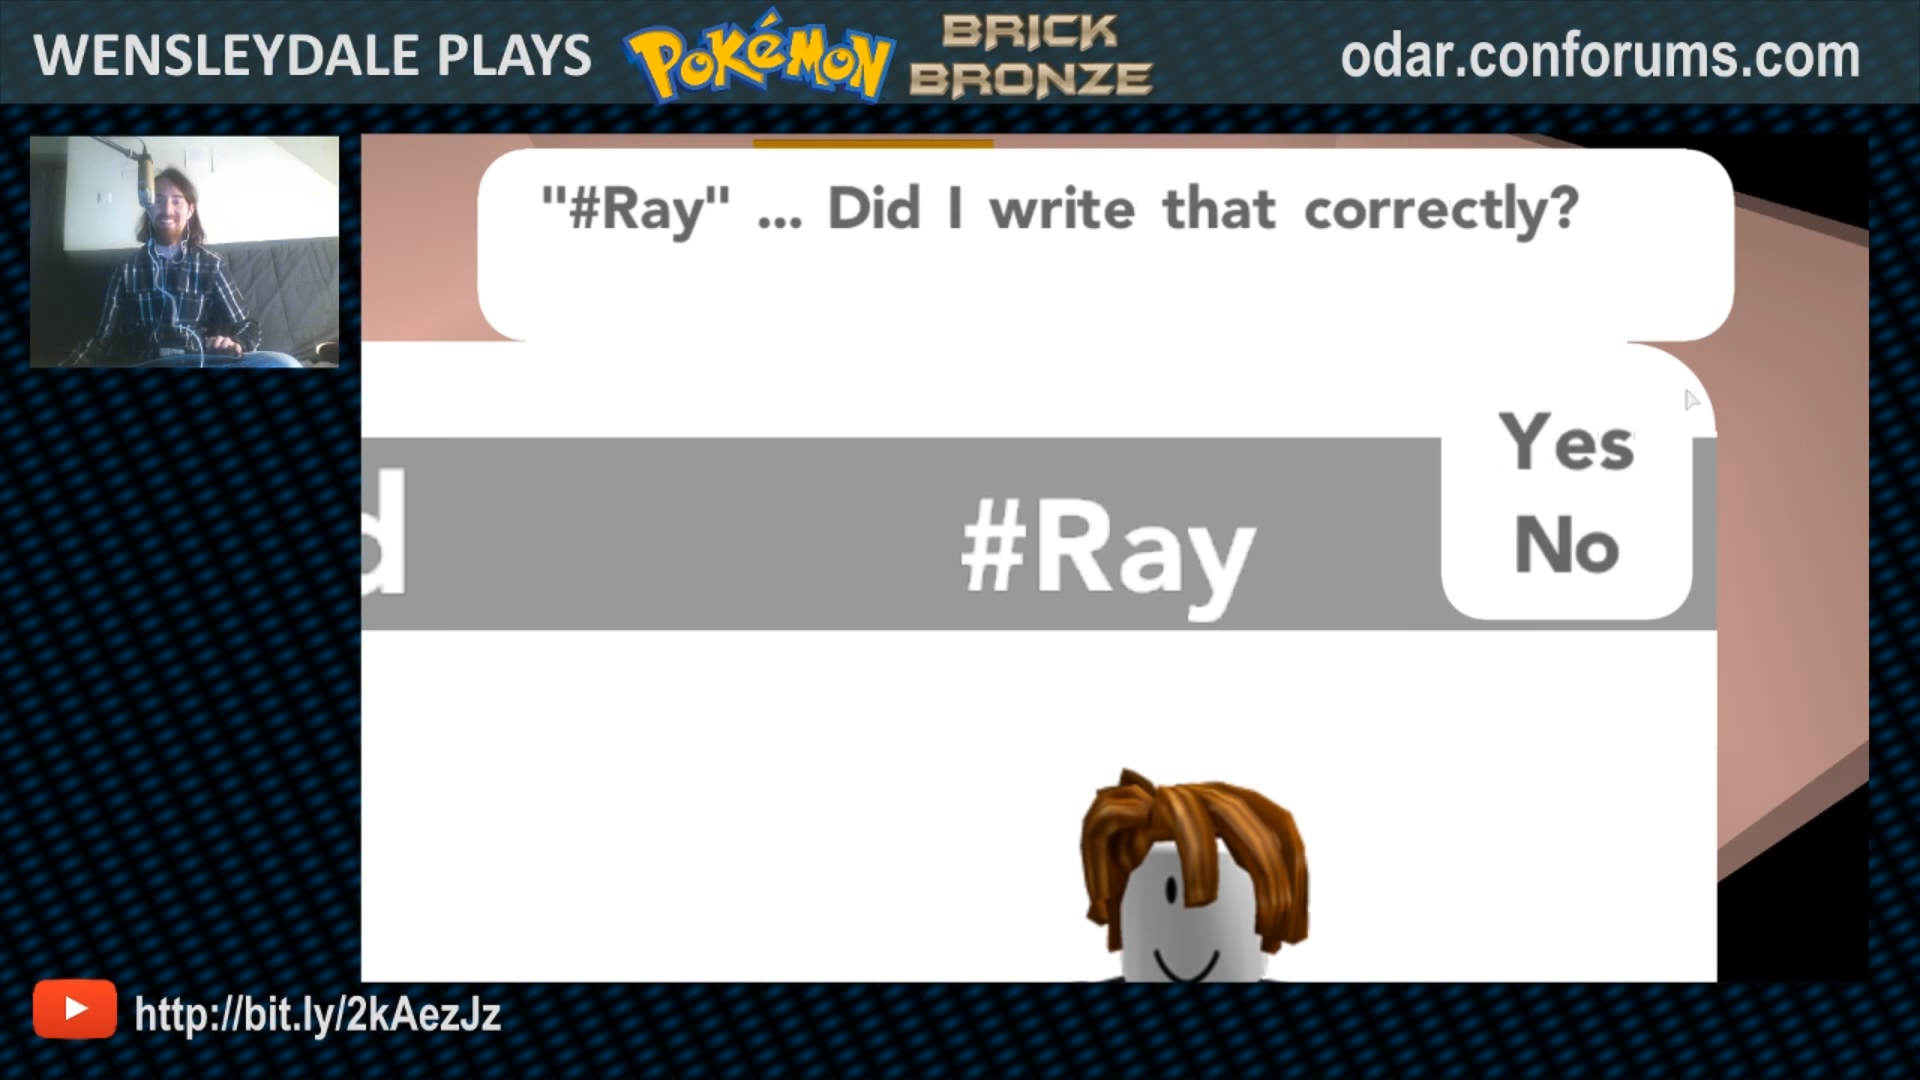 WENSLEYDALE PLAYS POKéMON BRICK BRONZE odar.conforums.com
"#Ray" ... Did I write that correctly?
Yes
No
d #Ray
http://bit.ly/2kAezJz